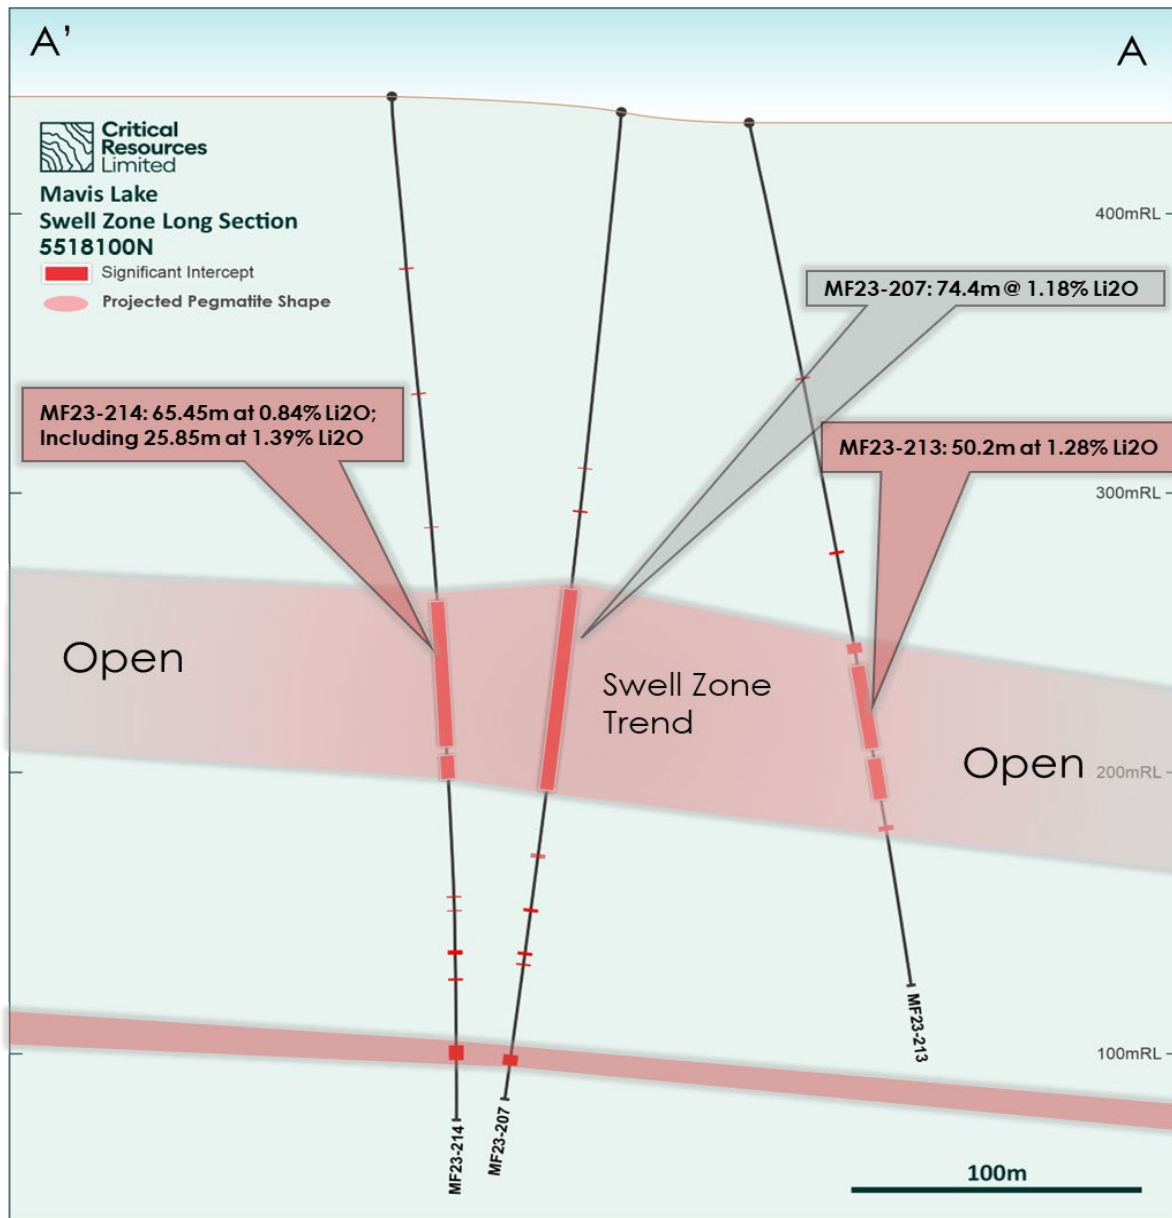 A’
A
Critical
Resources
Limited
Mavis Lake
Swell Zone Long Section
5518100N
Significant Intercept
Projected Pegmatite Shape
400mRL
MF23-207: 74.4m @ 1.18% Li2O
MF23-214: 65.45m at 0.84% Li2O;
Including 25.85m at 1.39% Li2O
MF23-213: 50.2m at 1.28% Li2O
300mRL
Open
Swell Zone
Trend
Open
200mRL
MF23-213
100mRL
MF23-214
MF23-207
100m